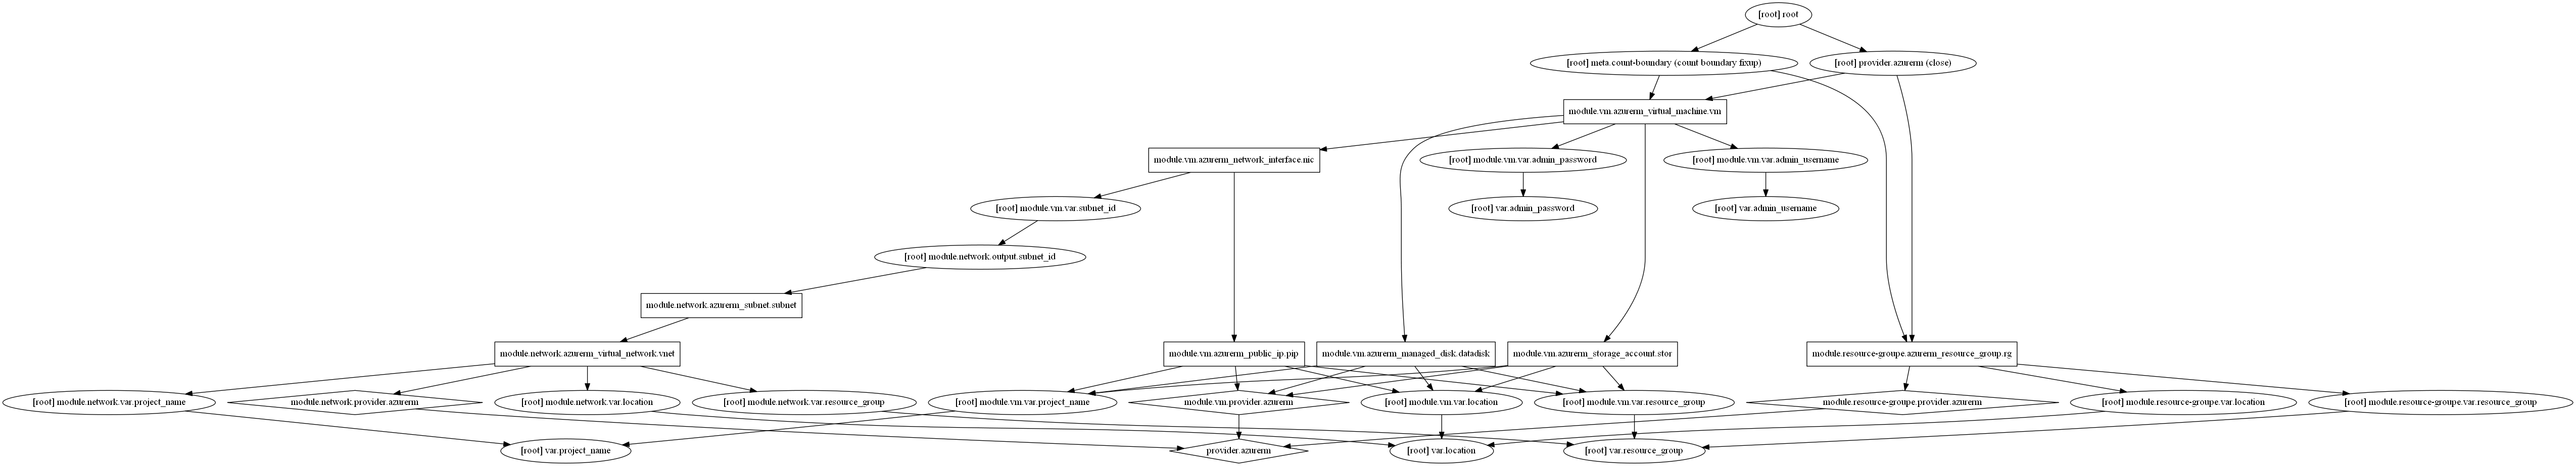 [root] root
[root] meta.count-boundary (count boundary fixup)
[root] provider.azurerm (close)
module.vm.azurerm_virtual_machine.vm
module.vm.azurerm_network_interface.nic
[root] module.vm.var.admin_password
[root] module.vm.var.admin_username
[root] module.vm.var.subnet_id
[root] var.admin_password
[root] var.admin_username
[root] module.network.output.subnet_id
module.network.azurerm_subnet.subnet
module.network.azurerm_virtual_network.vnet
module.vm.azurerm_public_ip.pip
module.vm.azurerm_managed_disk.datadisk
module.vm.azurerm_storage_account.stor
module.resource-groupe.azurerm_resource_group.rg
[root] module.network.var.project_name
module.network.provider.azurerm
[root] module.network.var.location
[root] module.network.var.resource_group
[root] module.vm.var.project_name
module.vm.provider.azurerm
[root] module.vm.var.location
[root] module.vm.var.resource_group
module.resource-groupe.provider.azurerm
[root] module.resource-groupe.var.location
[root] module.resource-groupe.var.resource_group
[root] var.project_name
provider.azurerm
[root] var.location
[root] var.resource_group